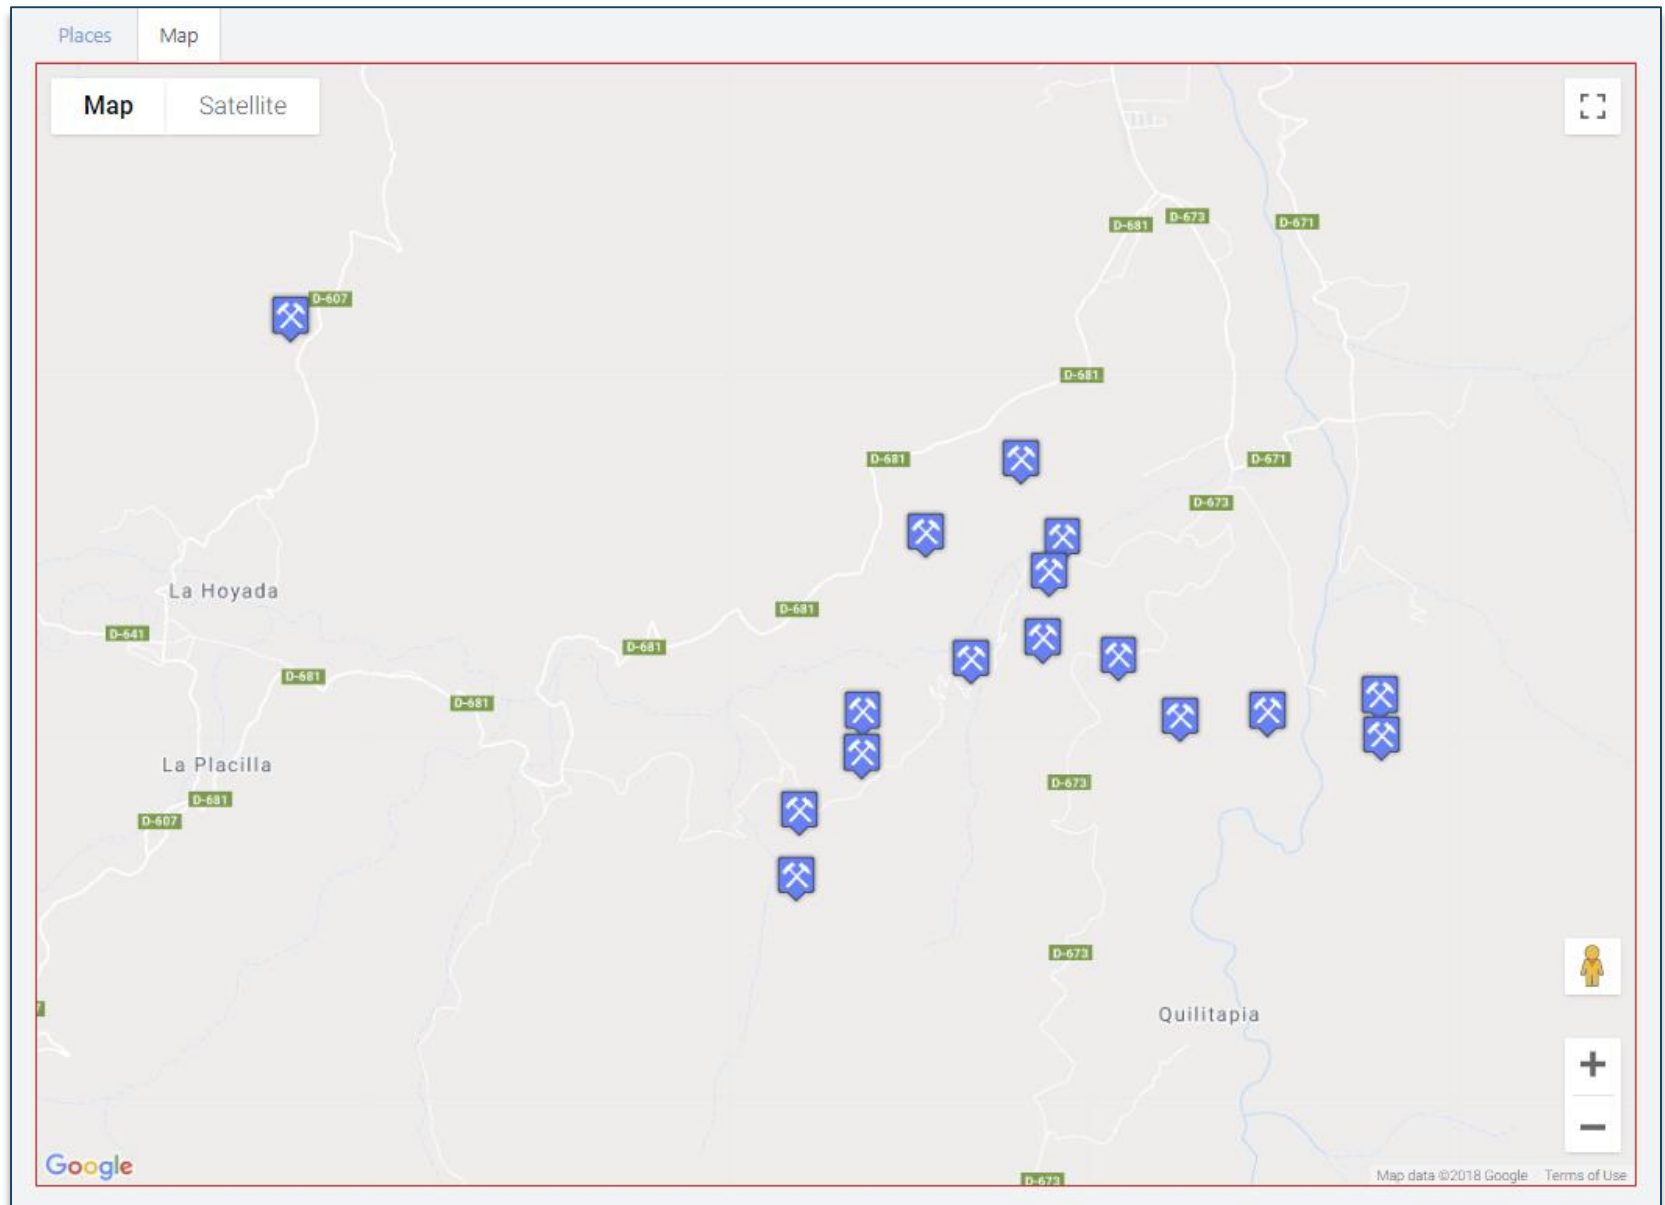 Places Map
Map Satellite
D-673
D-681 D-671
D-607
D-681
D-681 D-671
D-673
La Hoyada
D-681
D-641
D-681
D-681
D-681
La Placilla
D-673
D-681
D-607
D-673
7
Quilitapia
Google
Map data ©2018 Google Terms of Use
D-673